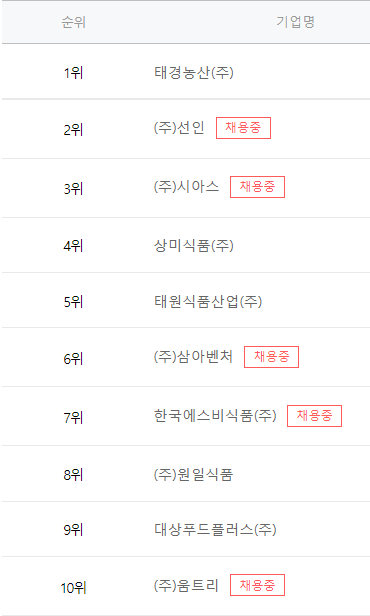 순위 기업명
1위 태경농산(주)
2위 (주)선인 채용중
3위 (주)시아스 채용중
4위 상미식품(주)
5위 태원식품산업(주)
6위 (주)삼아벤처 채용중
7위 한국에스비식품(주) 채용중
8위 (주)원일식품
9위 대상푸드플러스(주)
10위 (주)움트리 채용중